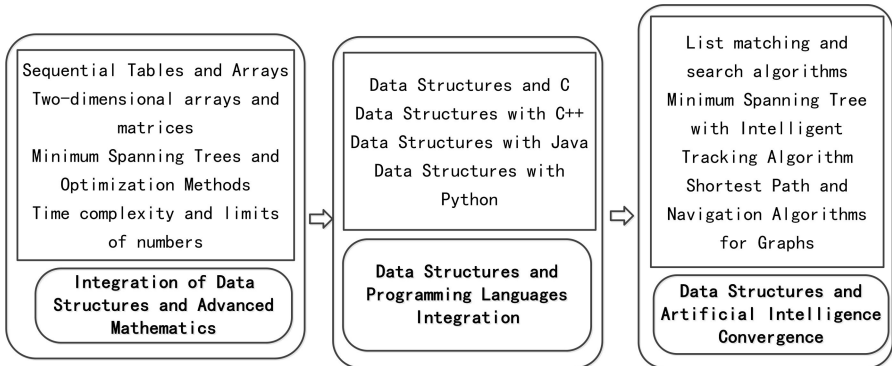 Sequential Tables and Arrays
Two-dimensional arrays and
matrices
Minimum Spanning Trees and
Optimization Methods
Time complexity and limits
of numbers
Integration of Data
Structures and Advanced
Mathematics
Data Structures and C
Data Structures with C++
Data Structures with Java
Data Structures with
Python
Data Structures and
Programming Languages
Integration
List matching and
search algorithms
Minimum Spanning Tree
with Intelligent
Tracking Algorithm
Shortest Path and
Navigation Algorithms
for Graphs
Data Structures and
Artificial Intelligence
Convergence